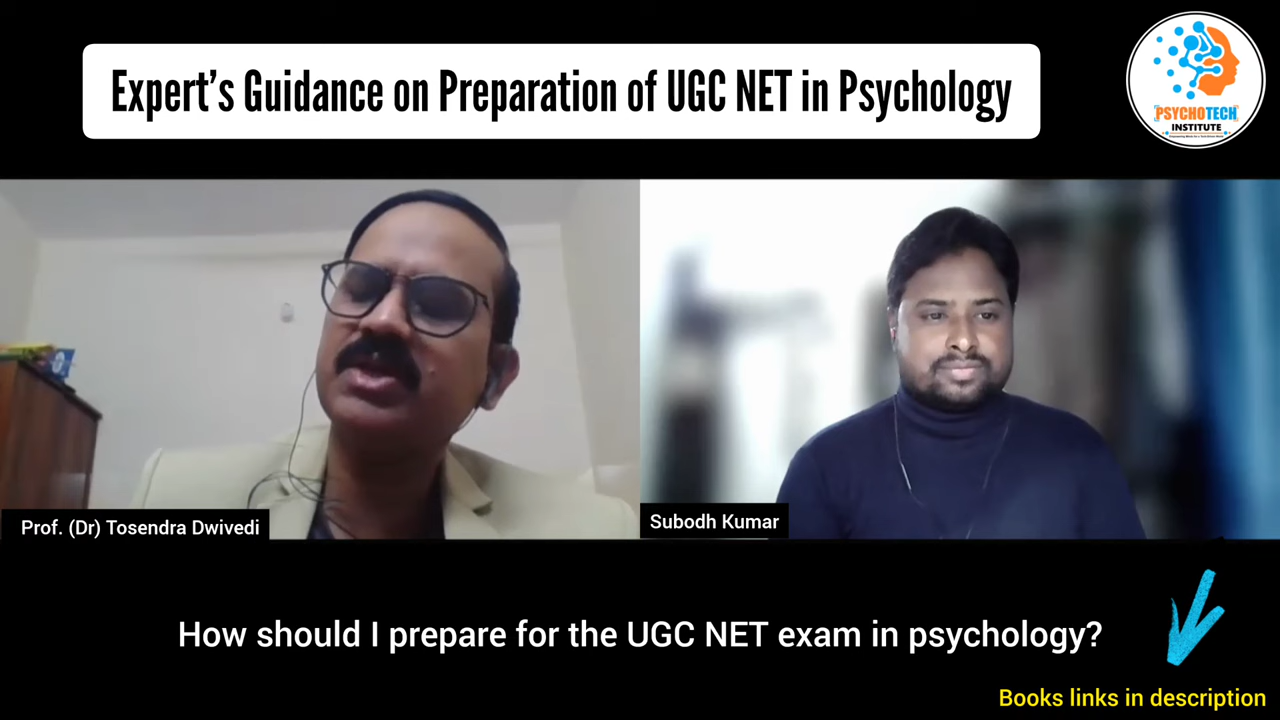 Expert's Guidance on Preparation of UGC NET in Psychology
PSYCHOTECH
INSTITUTE
Prof. (Dr) Tosendra Dwivedi
Subodh Kumar
How should I prepare for the UGC NET exam in psychology?
Books links in description